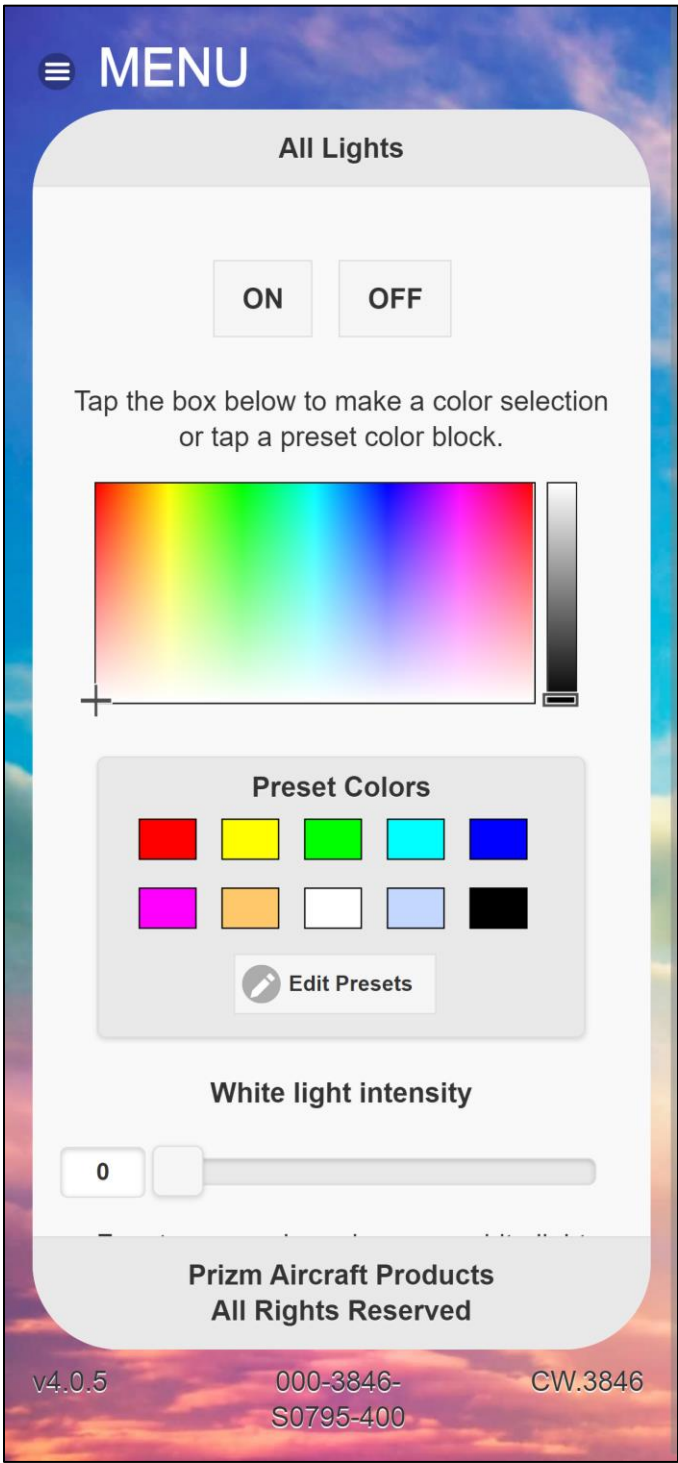 MENU
All Lights
ON OFF
Tap the box below to make a color selection
or tap a preset color block.
Preset Colors
Edit Presets
White light intensity
0
Prizm Aircraft Products
All Rights Reserved
v4.0.5 000-3846- CW.3846
S0795-400